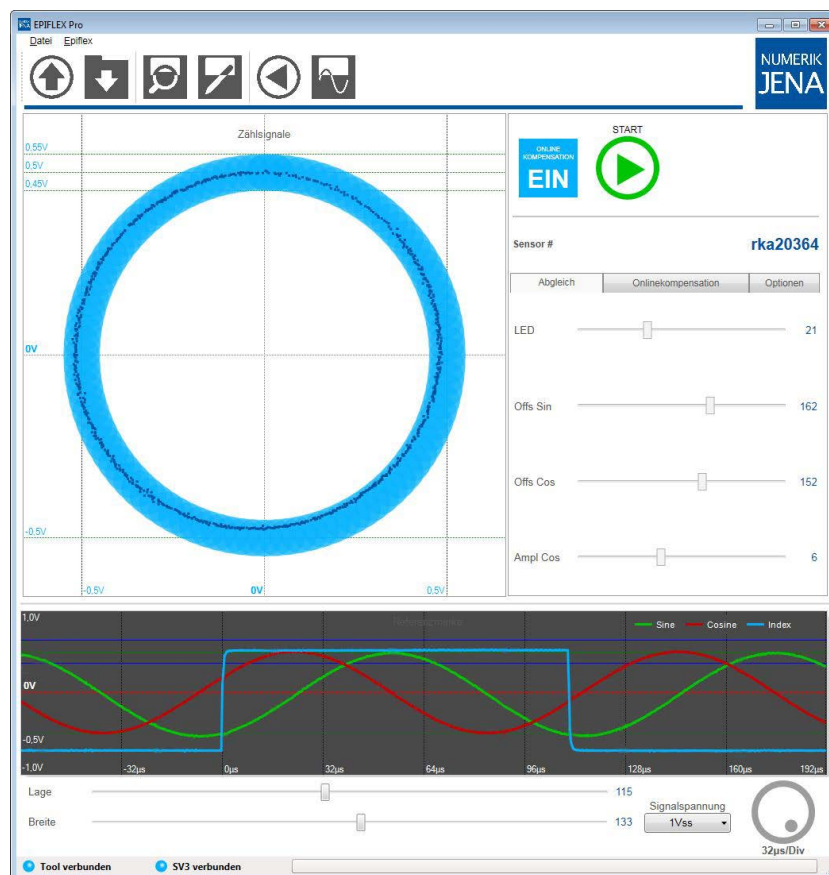 EPIFLEX Pro
Datei Epiflex
NUMERIK
JENA
Zählsignale
0,55V
0,5V
0,45V
0V
-0,5V
-0,5V 0V 0,5V
START
ONLINE
KOMPENSATION
EIN
Sensor # rka20364
Abgleich Onlinekompensation Optionen
LED 21
Offs Sin 162
Offs Cos 152
Ampl Cos 6
1,0V
Sine Cosine Index
0V
-0,5V
-1,0V -32µs 0µs 32µs 64µs 96µs 128µs 160µs 192µs
Lage 115
Breite 133
Signalspannung
1Vss
32µs/Div
Tool verbunden SV3 verbunden